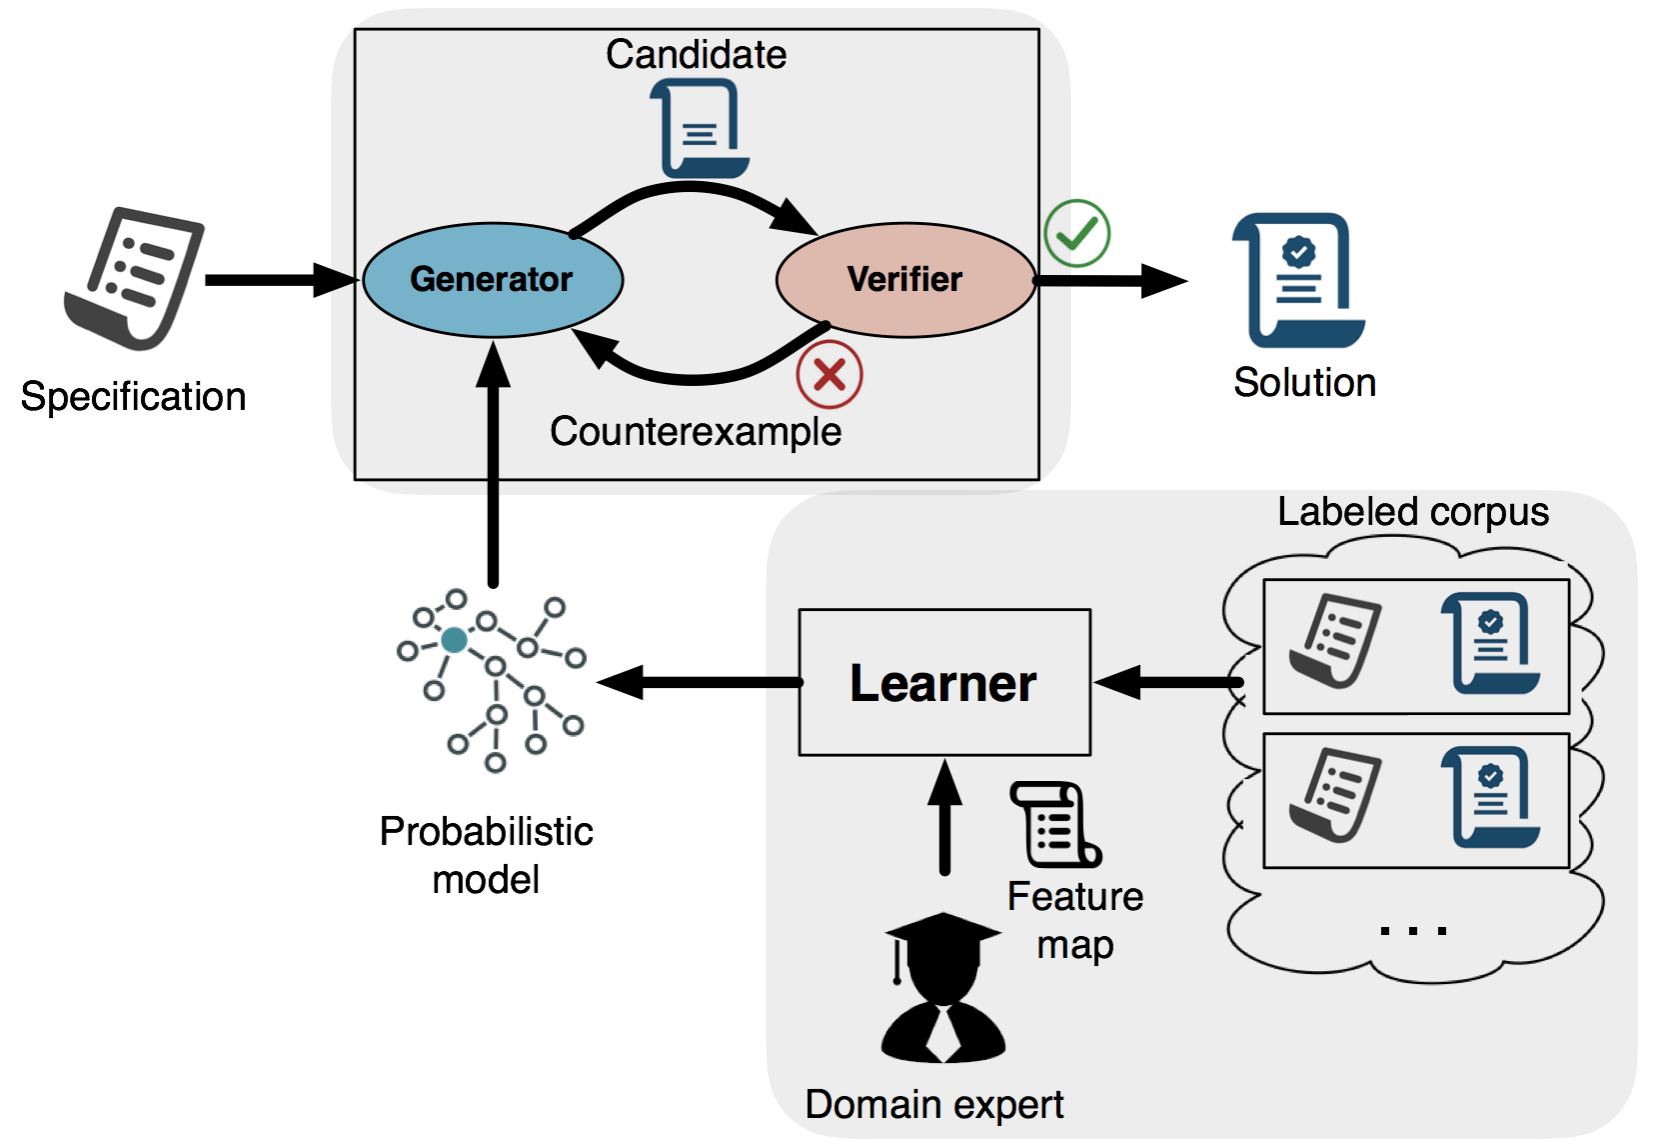 Candidate
Generator
Verifier
Specification
Counterexample
Solution
Labeled corpus
Learner
Probabilistic
model
Feature
map
. . .
Domain expert